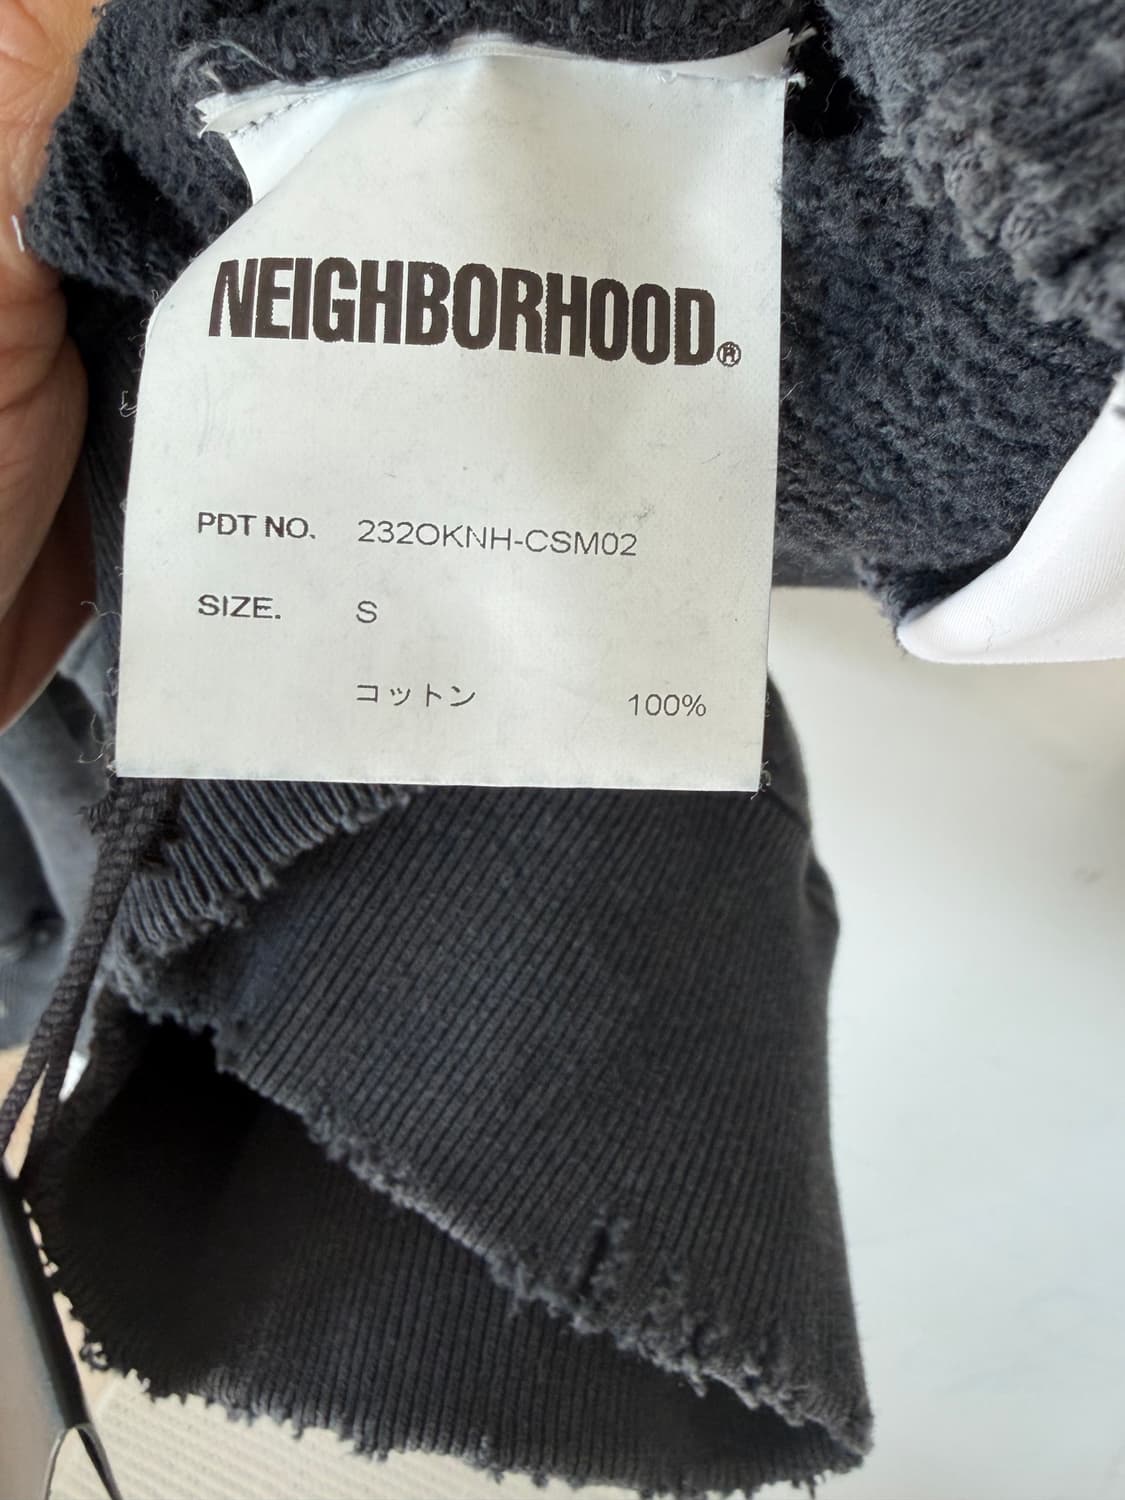 NEIGHBORHOOD®
PDT NO. 232OKNH-CSM02
SIZE. S
コットン 100%